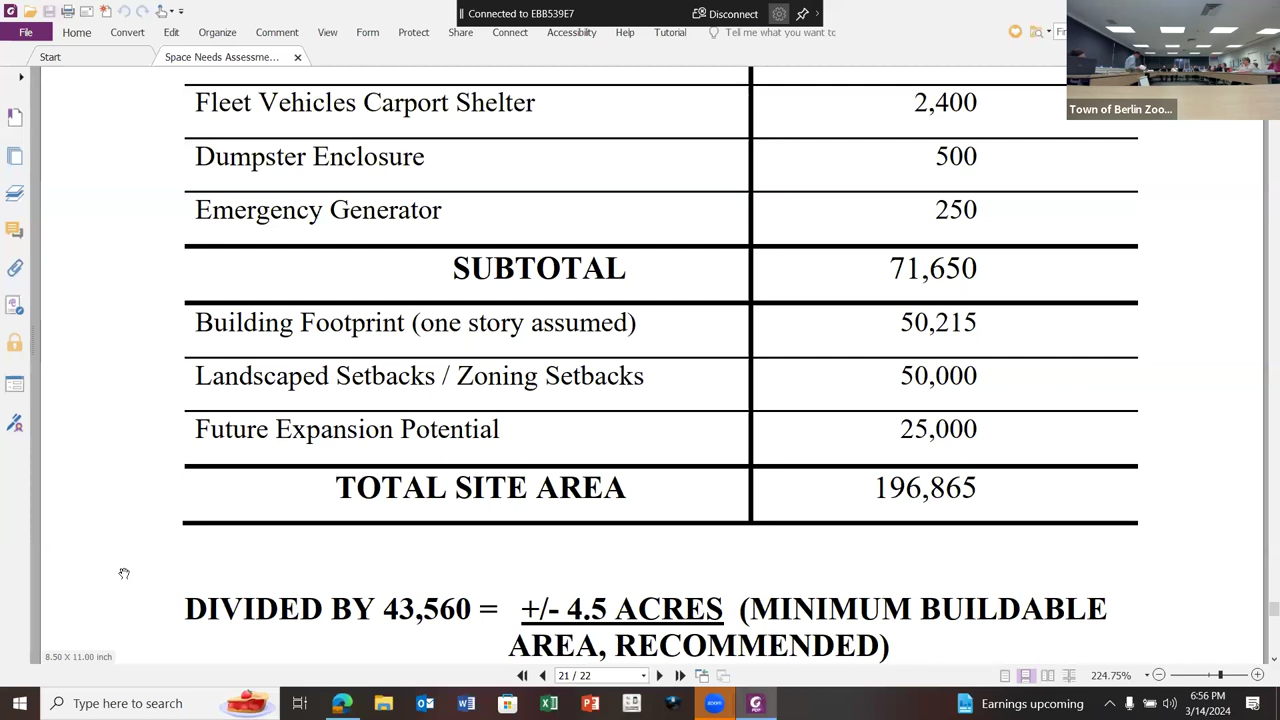 Connected to EBB539E7
Disconnect
File
Home
Convert
Edit
Organize
Comment
View
Form
Protect
Share
Connect
Accessibility
Help
Tutorial
Tell me what you want to
Start
Space Needs Assessme...
Town of Berlin Zoo...
Fleet Vehicles Carport Shelter 2,400
Dumpster Enclosure 500
Emergency Generator 250
SUBTOTAL 71,650
Building Footprint (one story assumed) 50,215
Landscaped Setbacks / Zoning Setbacks 50,000
Future Expansion Potential 25,000
TOTAL SITE AREA 196,865
DIVIDED BY 43,560 = +/- 4.5 ACRES (MINIMUM BUILDABLE
AREA, RECOMMENDED)
8.50 X 11.00 inch
21 / 22
224.75%
Type here to search
Earnings upcoming
6:56 PM
3/14/2024